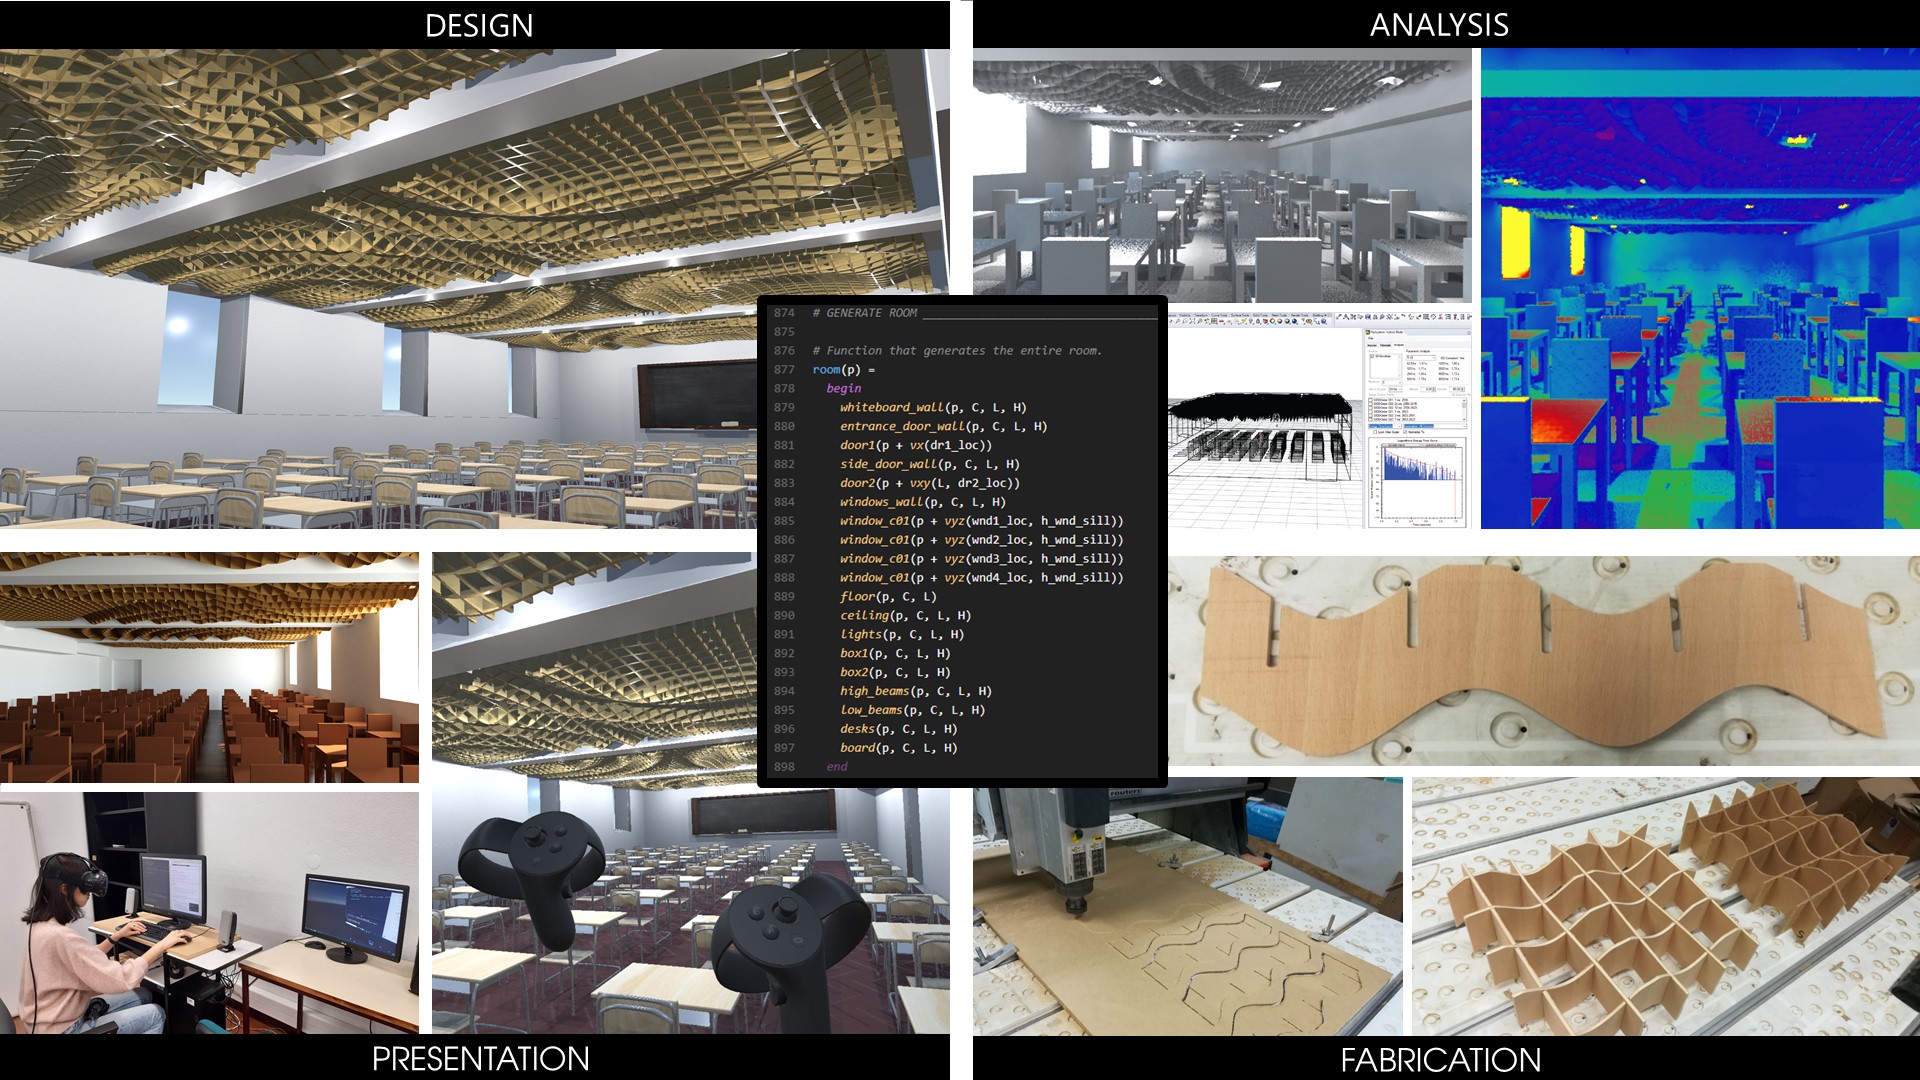 DESIGN
ANALYSIS
874 # GENERATE ROOM
875
876 # Function that generates the entire room.
877 room(p) =
878 begin
879 whiteboard_wall(p, C, L, H)
880 entrance_door_wall(p, C, L, H)
881 door1(p + vx(dr1_loc))
882 side_door_wall(p, C, L, H)
883 door2(p + vxy(L, dr2_loc))
884 windows_wall(p, C, L, H)
885 window_c01(p + vyz(wnd1_loc, h_wnd_sill))
886 window_c01(p + vyz(wnd2_loc, h_wnd_sill))
887 window_c01(p + vyz(wnd3_loc, h_wnd_sill))
888 window_c01(p + vyz(wnd4_loc, h_wnd_sill))
889 floor(p, C, L)
890 ceiling(p, C, L, H)
891 lights(p, C, L, H)
892 box1(p, C, L, H)
893 box2(p, C, L, H)
894 high_beams(p, C, L, H)
895 low_beams(p, C, L, H)
896 desks(p, C, L, H)
897 board(p, C, L, H)
898 end
routers
PRESENTATION
FABRICATION